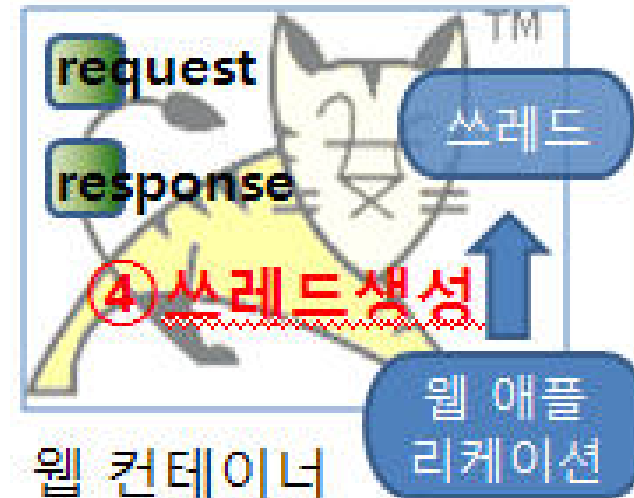 TM
request
쓰레드
response
④쓰레드생성
웹 애플
리케이션
웹 컨테이너